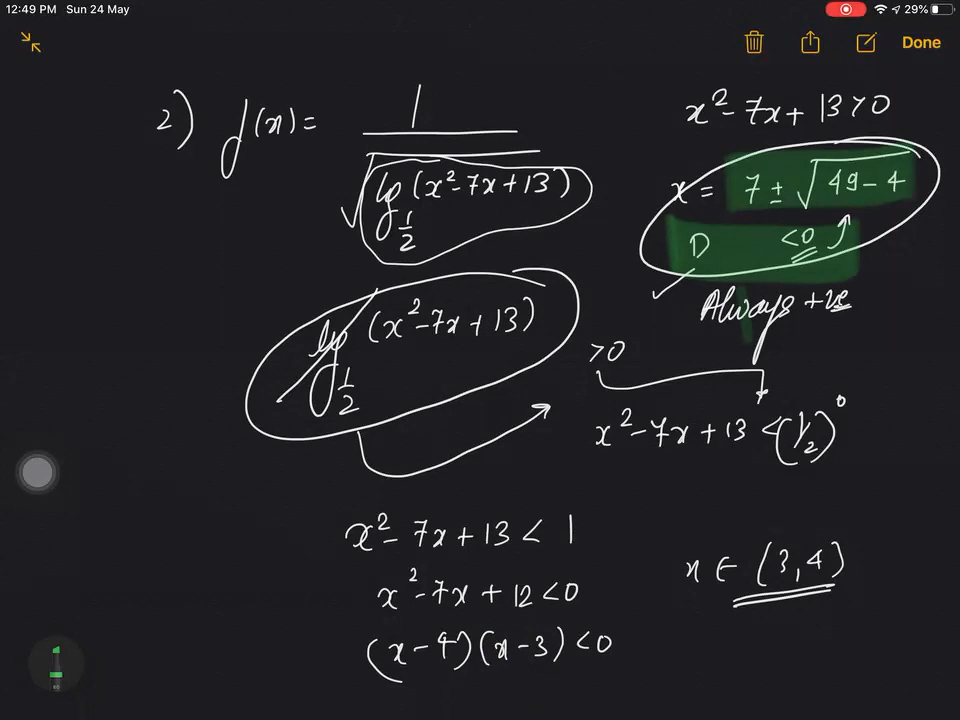 12:49 PM Sun 24 May
29%
Done
2) f(x) = 1 / √(log_{1/2} (x² - 7x + 13))
x² - 7x + 13 > 0
x = 7 ± √49 - 4
D < 0
Always +ve
log_{1/2} (x² - 7x + 13) > 0
x² - 7x + 13 < (1/2)⁰
x² - 7x + 13 < 1
x² - 7x + 12 < 0
(x - 4)(x - 3) < 0
x ∈ (3, 4)